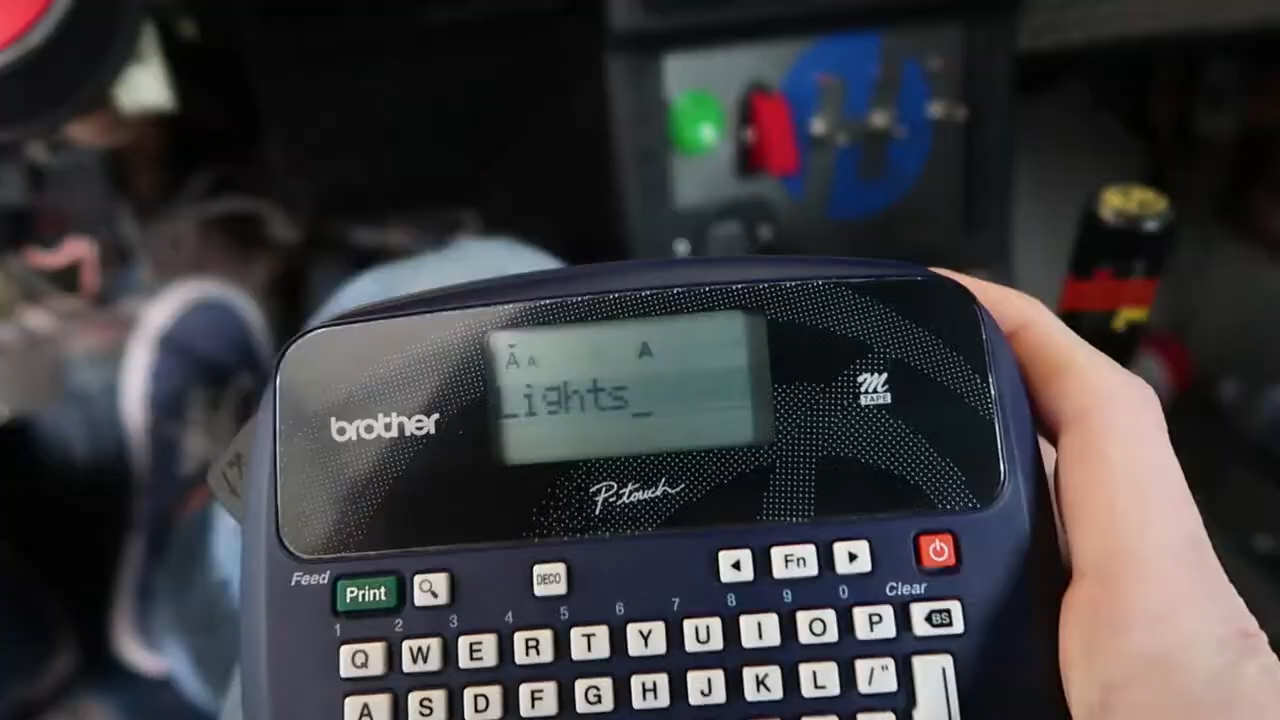 A A A
Lights_
brother
M
TAPE
P-touch
Feed
Print
DECO
Fn
Clear
1 2 3 4 5 6 7 8 9 0
Q W E R T Y U I O P BS
A S D F G H J K L /"